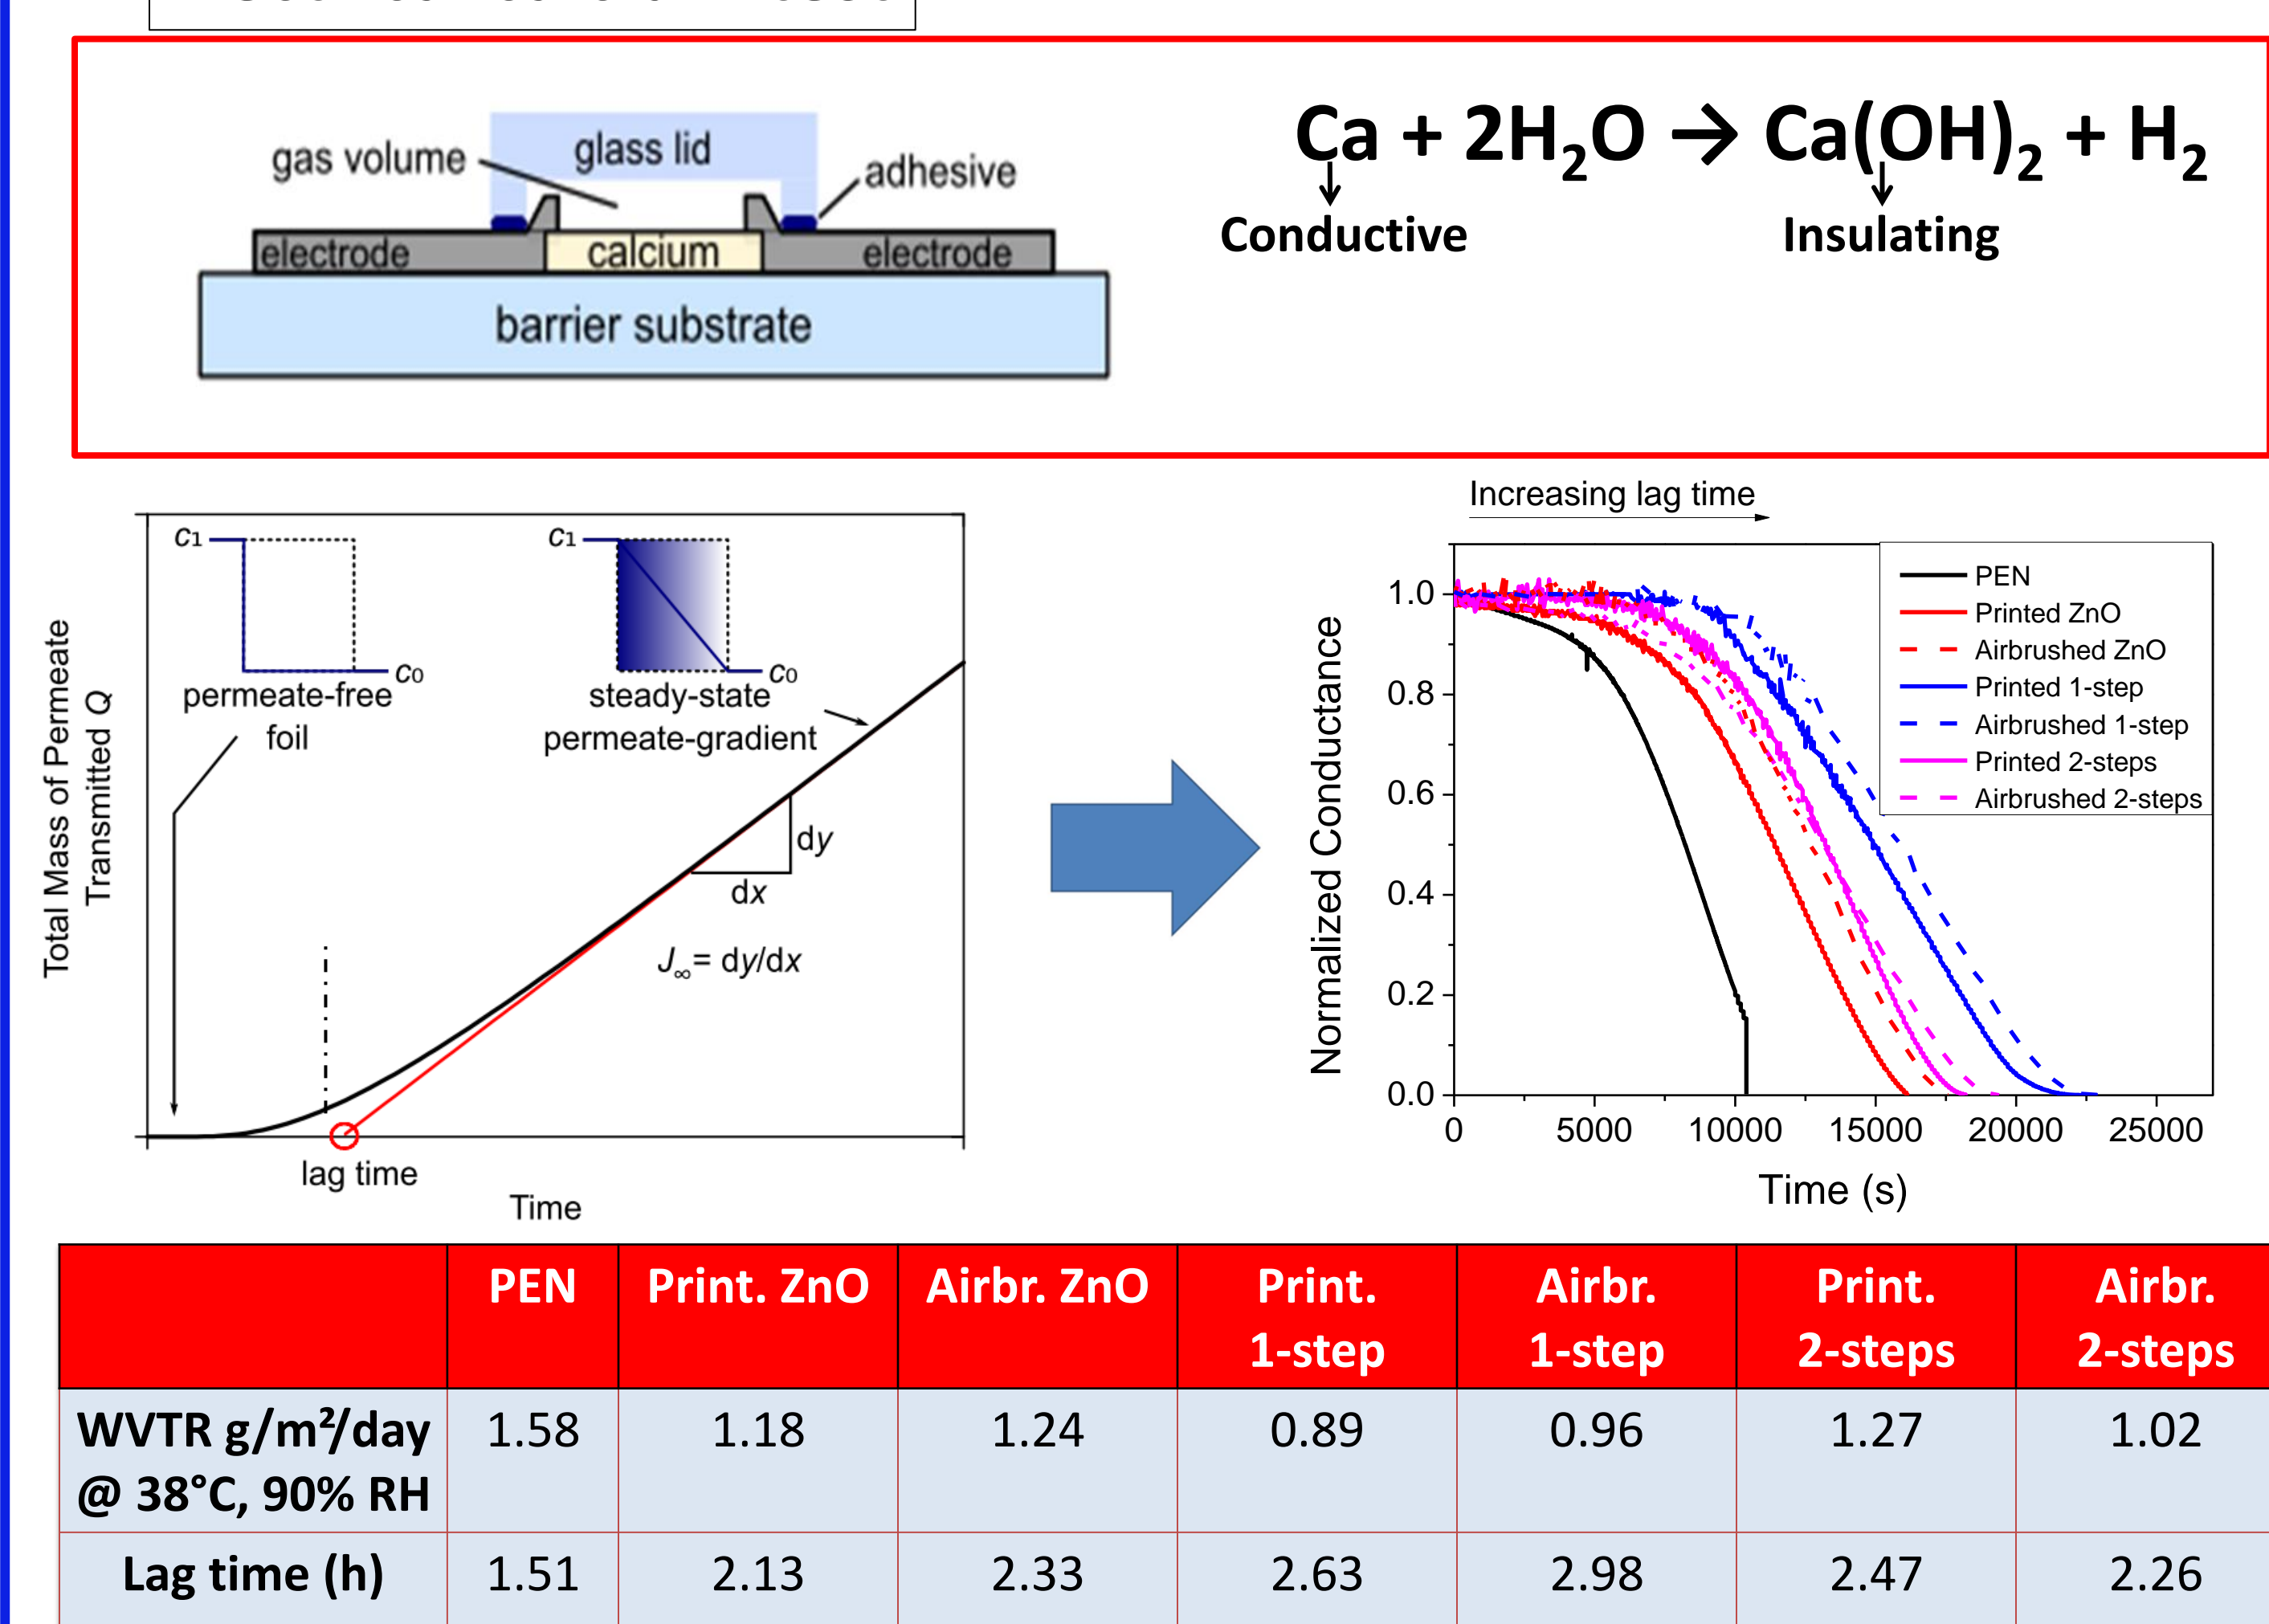 glass lid
gas volume
adhesive
electrode
calcium
electrode
barrier substrate
Ca + 2H₂O → Ca(OH)₂ + H₂
Conductive
Insulating
Total Mass of Permeate
Transmitted Q
c1
c0
permeate-free
foil
c1
c0
steady-state
permeate-gradient
dy
dx
J∞= dy/dx
lag time
Time
Increasing lag time
Normalized Conductance
1.0
0.8
0.6
0.4
0.2
0.0
0 5000 10000 15000 20000 25000
Time (s)
PEN
Printed ZnO
Airbrushed ZnO
Printed 1-step
Airbrushed 1-step
Printed 2-steps
Airbrushed 2-steps
PEN Print. ZnO Airbr. ZnO Print. Airbr. Print. Airbr.
1-step 1-step 2-steps 2-steps
WVTR g/m²/day 1.58 1.18 1.24 0.89 0.96 1.27 1.02
@ 38°C, 90% RH
Lag time (h) 1.51 2.13 2.33 2.63 2.98 2.47 2.26